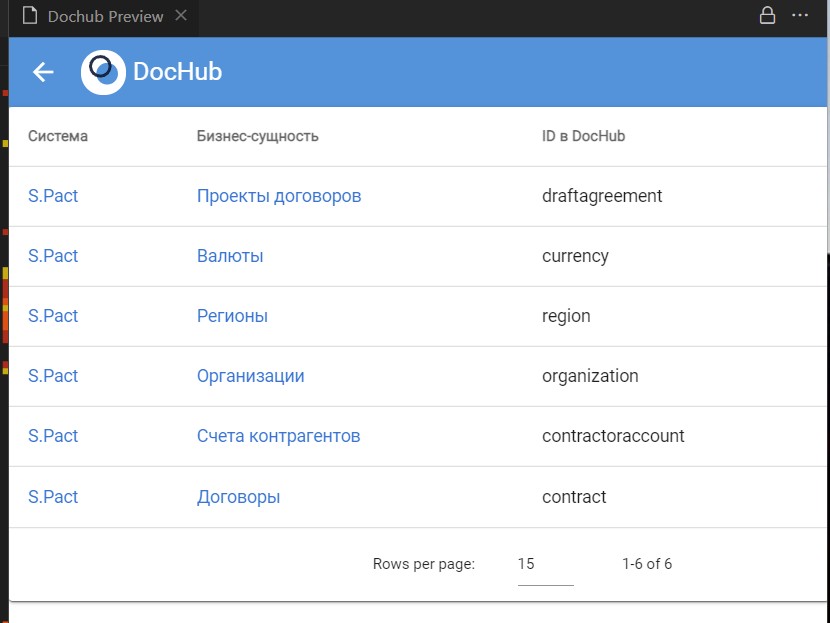 Dochub Preview
DocHub
Система Бизнес-сущность ID в DocHub
S.Pact Проекты договоров draftagreement
S.Pact Валюты currency
S.Pact Регионы region
S.Pact Организации organization
S.Pact Счета контрагентов contractoraccount
S.Pact Договоры contract
Rows per page: 15 1-6 of 6